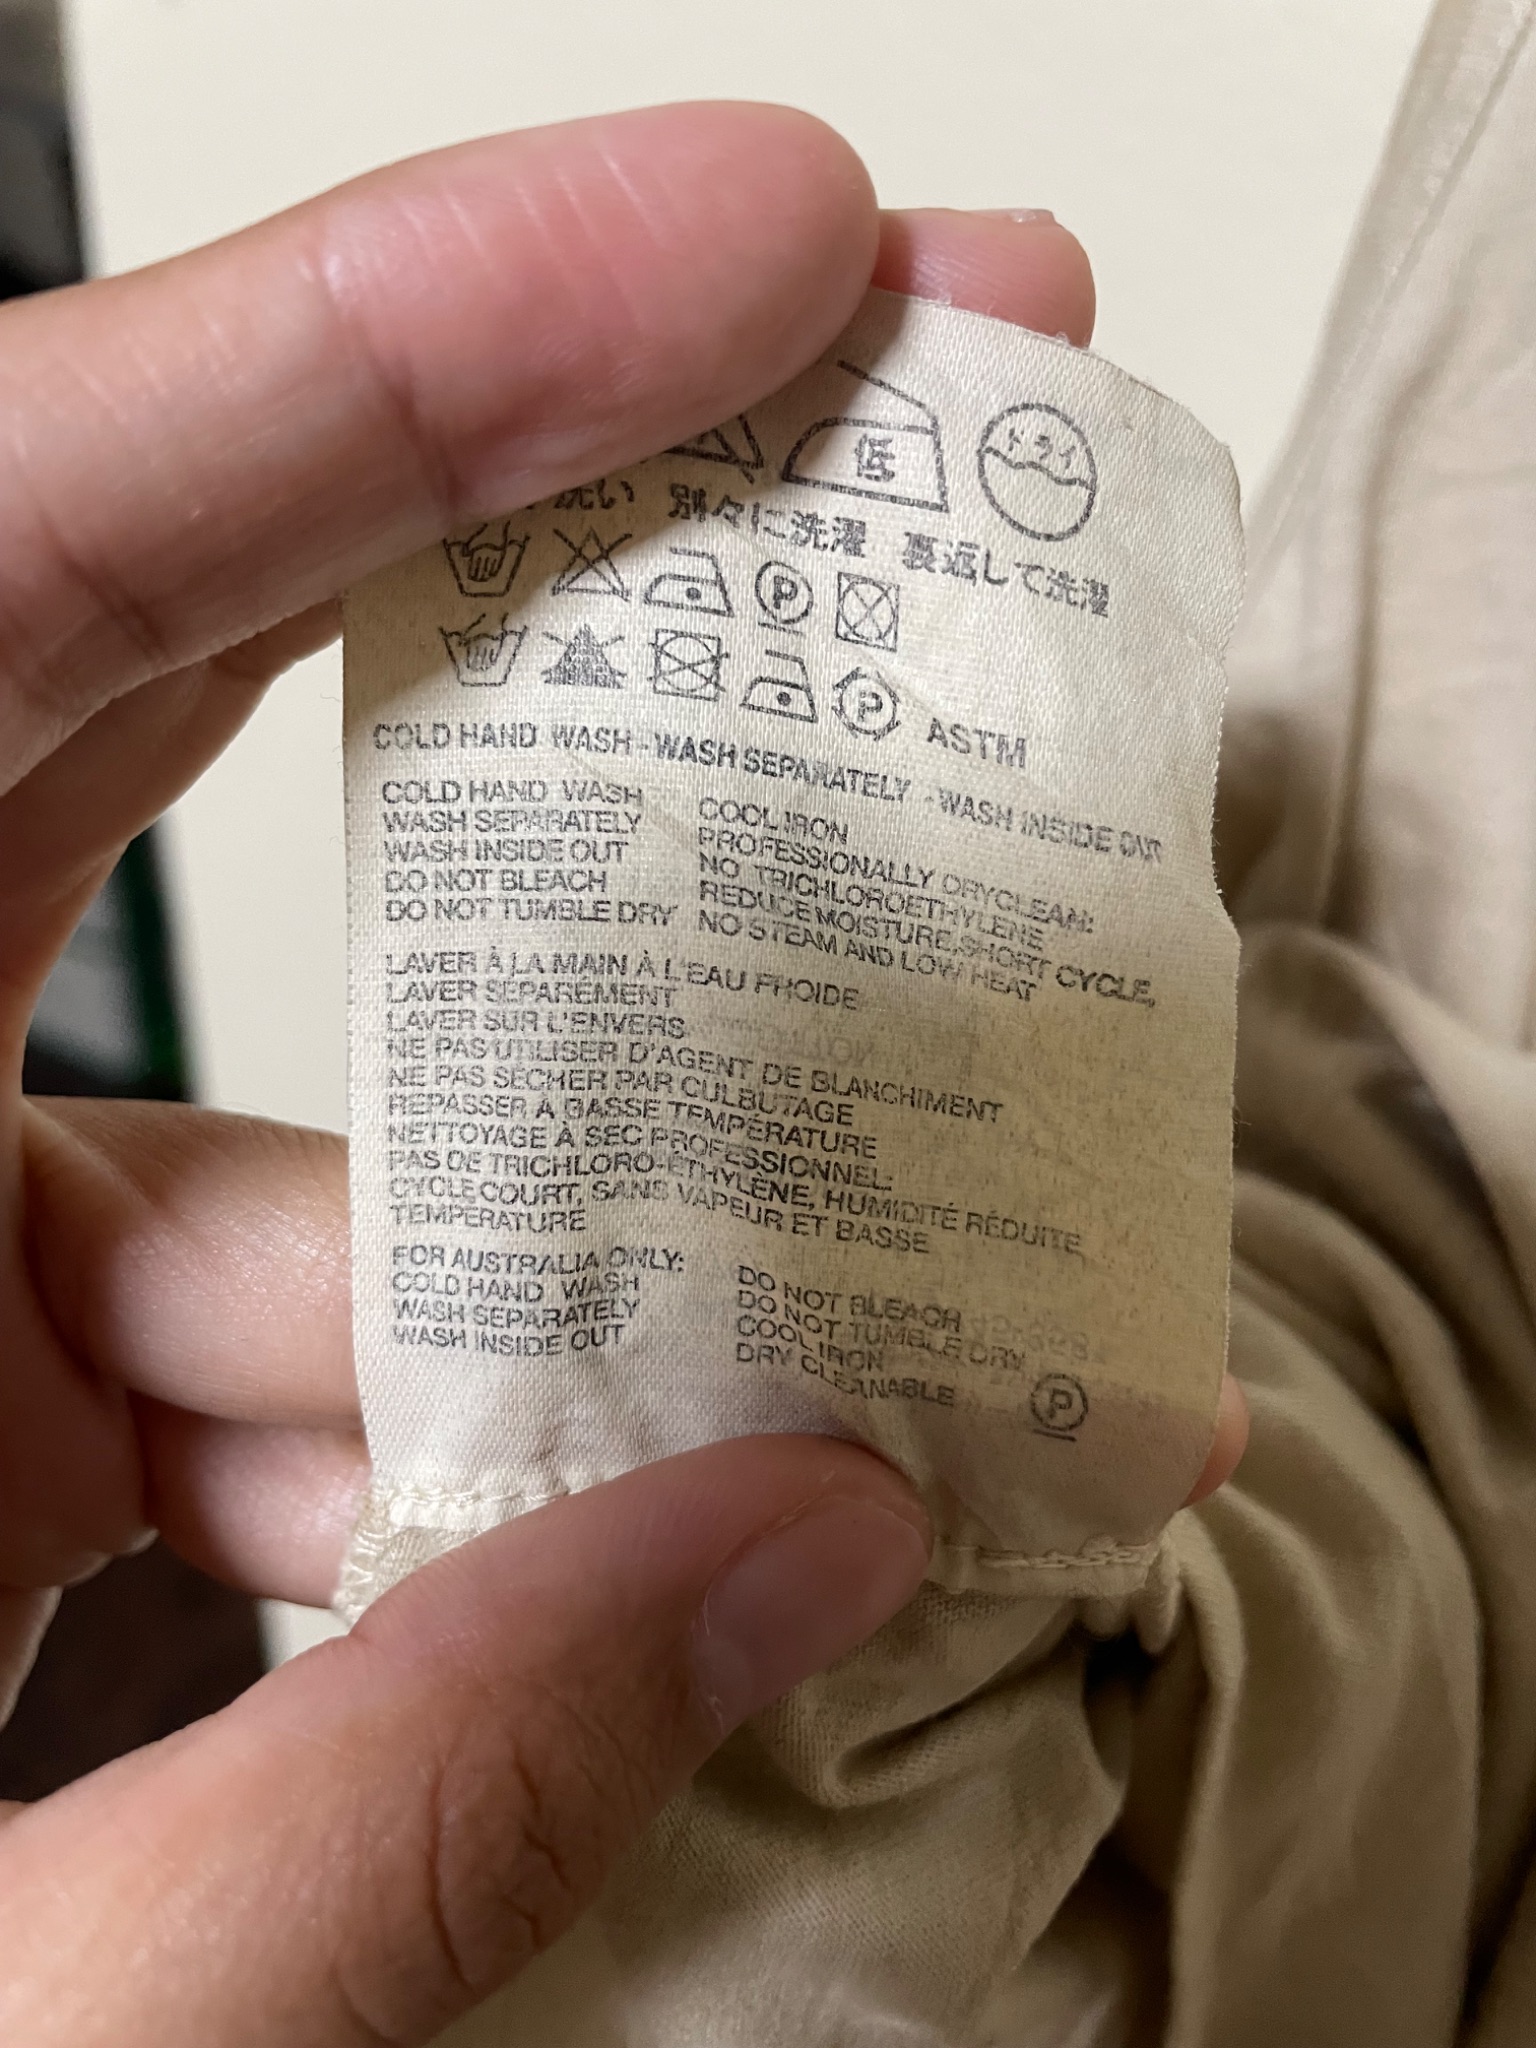 低 ドライ
洗い 別々に洗濯 裏返して洗濯
P
P ASTM
COLD HAND WASH - WASH SEPARATELY - WASH INSIDE OUT
COLD HAND WASH
WASH SEPARATELY
WASH INSIDE OUT
DO NOT BLEACH
DO NOT TUMBLE DRY
COOL IRON
PROFESSIONALLY DRYCLEAN:
NO TRICHLOROETHYLENE
REDUCE MOISTURE,SHORT CYCLE,
NO STEAM AND LOW HEAT
LAVER À LA MAIN À L'EAU FROIDE
LAVER SÉPARÉMENT
LAVER SUR L'ENVERS
NE PAS UTILISER D'AGENT DE BLANCHIMENT
NE PAS SÉCHER PAR CULBUTAGE
REPASSER À BASSE TEMPÉRATURE
NETTOYAGE À SEC PROFESSIONNEL:
PAS DE TRICHLORO-ÉTHYLÈNE, HUMIDITÉ RÉDUITE
CYCLE COURT, SANS VAPEUR ET BASSE
TEMPÉRATURE
FOR AUSTRALIA ONLY:
COLD HAND WASH
WASH SEPARATELY
WASH INSIDE OUT
DO NOT BLEACH
DO NOT TUMBLE DRY
COOL IRON
DRY CLEANABLE
P